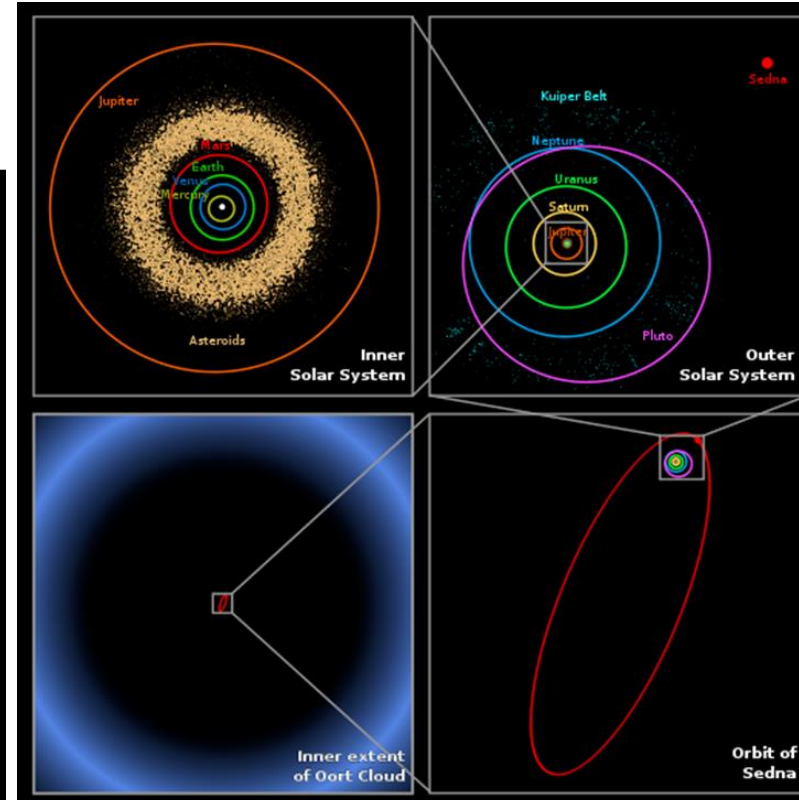 Jupiter
Mars
Earth
Venus
Mercury
Asteroids
Inner
Solar System
Sedna
Kuiper Belt
Neptune
Uranus
Saturn
Jupiter
Pluto
Outer
Solar System
Inner extent
of Oort Cloud
Orbit of
Sedna